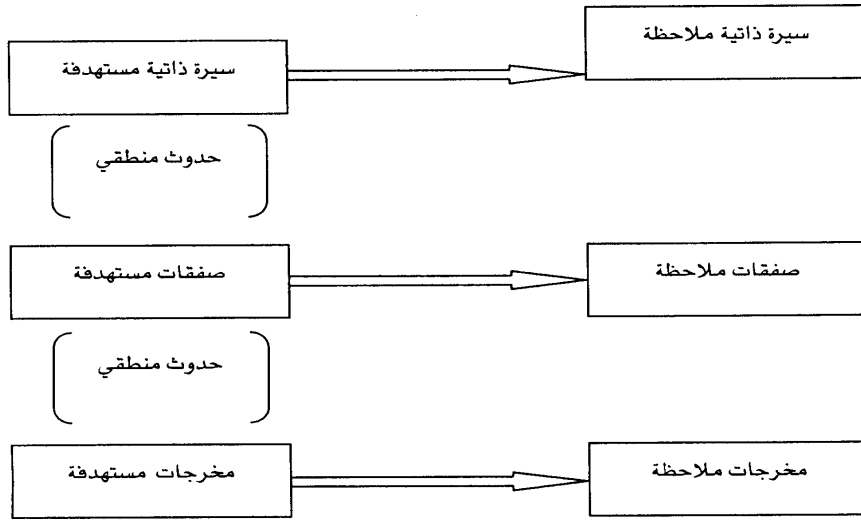 سيرة ذاتية ملاحظة
سيرة ذاتية مستهدفة
حدوث منطقي
صفقات ملاحظة
صفقات مستهدفة
حدوث منطقي
مخرجات ملاحظة
مخرجات مستهدفة